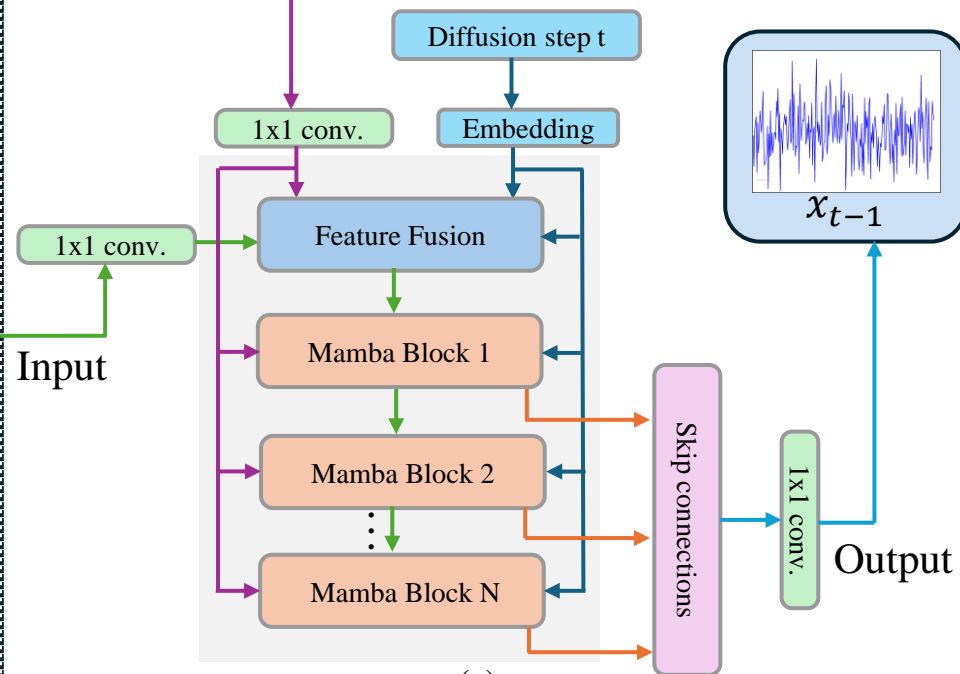 Diffusion step t
1x1 conv.
Embedding
x_{t−1}
1x1 conv.
Feature Fusion
Input
Mamba Block 1
Mamba Block 2
⋮
Mamba Block N
Skip connections
1x1 conv.
Output